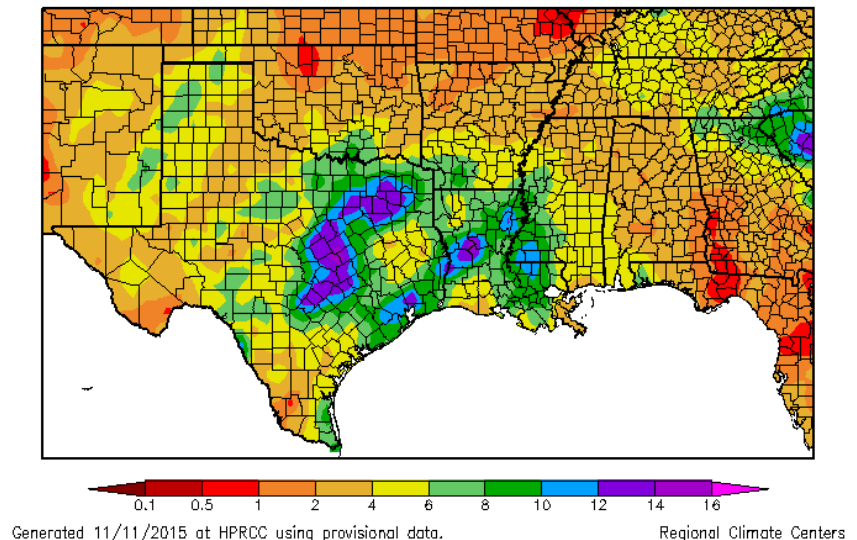 0.1 0.5 1 2 4 6 8 10 12 14 16
Generated 11/11/2015 at HPRCC using provisional data. Regional Climate Centers